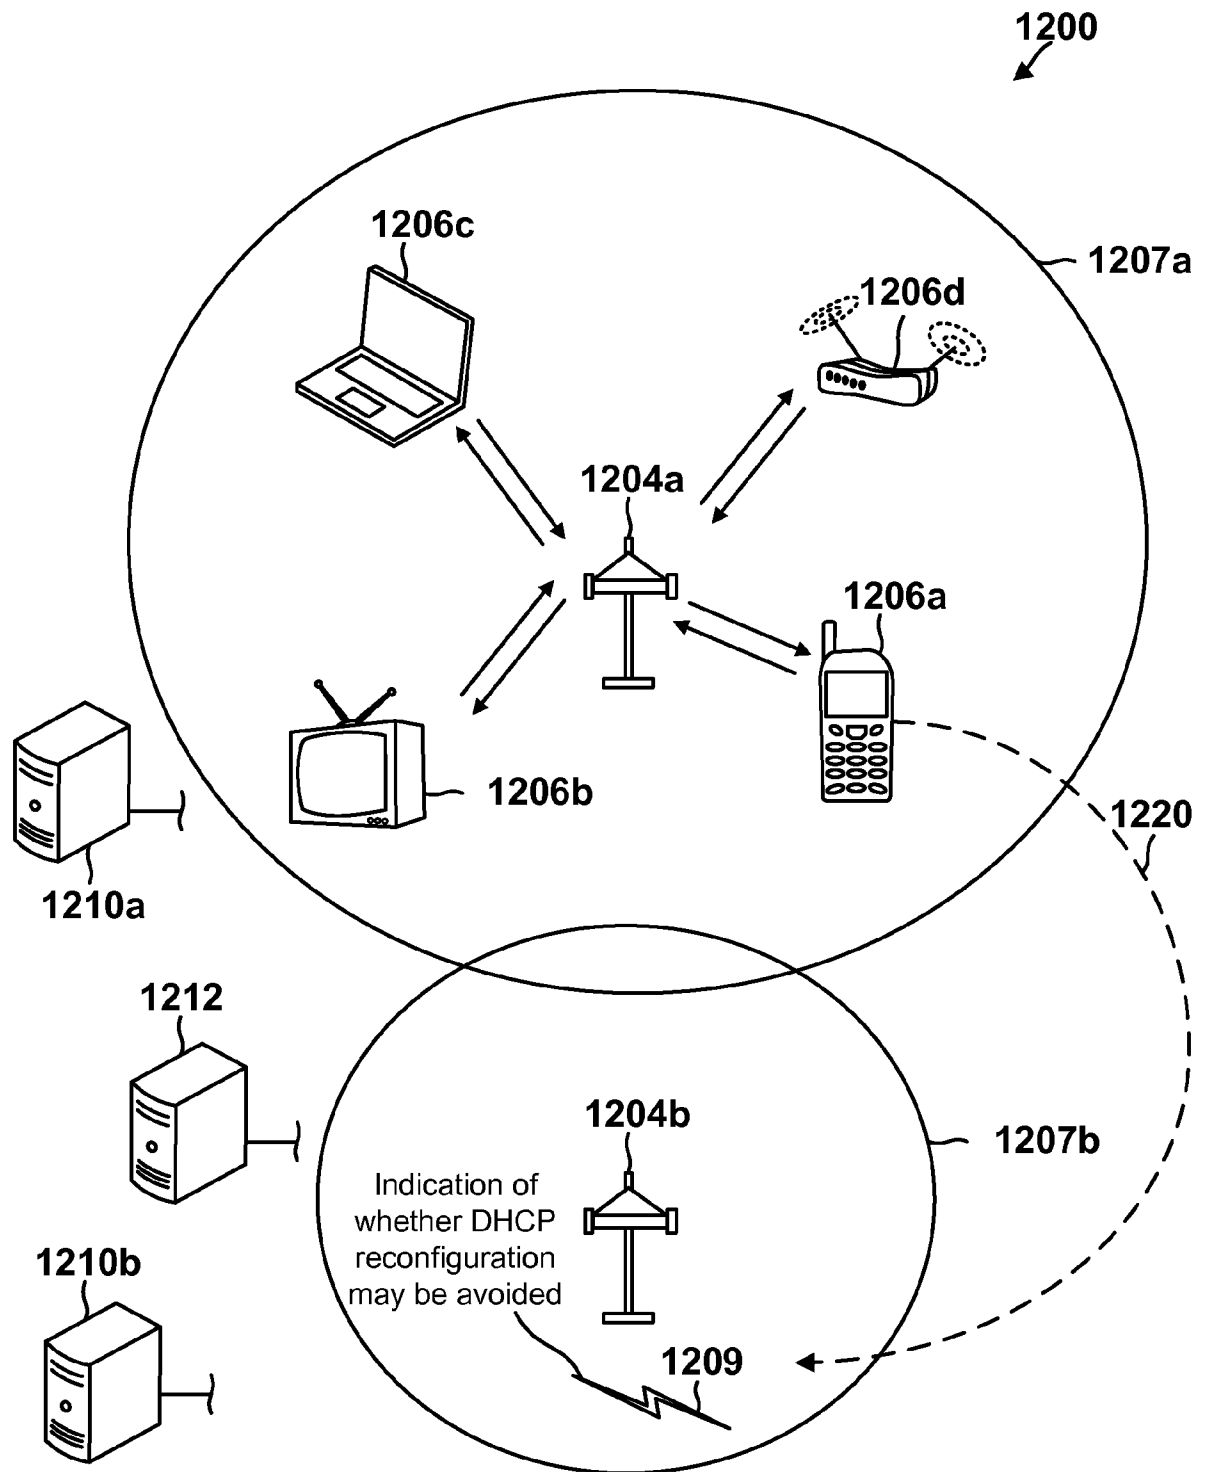 1200
1206c
1207a
1206d
1204a
1206a
1206b
1220
1210a
1212
1204b
1207b
Indication of
whether DHCP
reconfiguration
may be avoided
1210b
1209